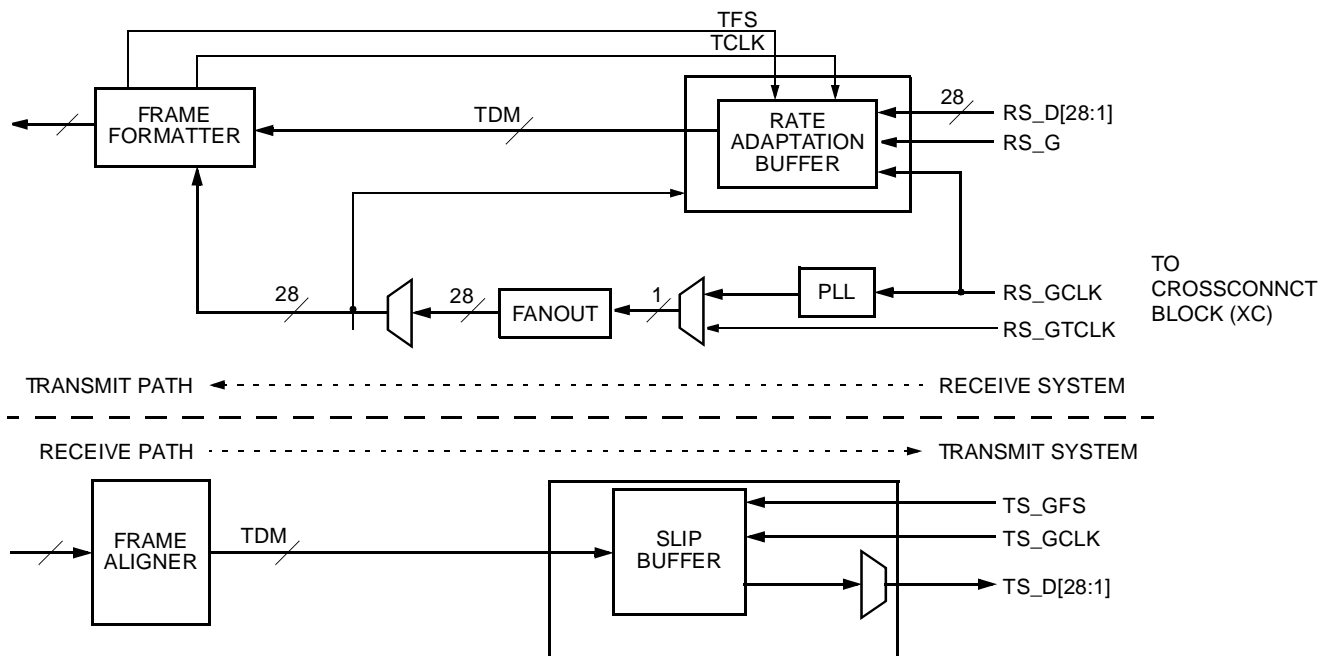 TFS
TCLK
FRAME
FORMATTER
TDM
RATE
ADAPTATION
BUFFER
28
RS_D[28:1]
RS_G
28
28
FANOUT
1
PLL
RS_GCLK
RS_GTCLK
TO
CROSSCONNCT
BLOCK (XC)
TRANSMIT PATH
RECEIVE SYSTEM
RECEIVE PATH
TRANSMIT SYSTEM
FRAME
ALIGNER
TDM
SLIP
BUFFER
TS_GFS
TS_GCLK
TS_D[28:1]